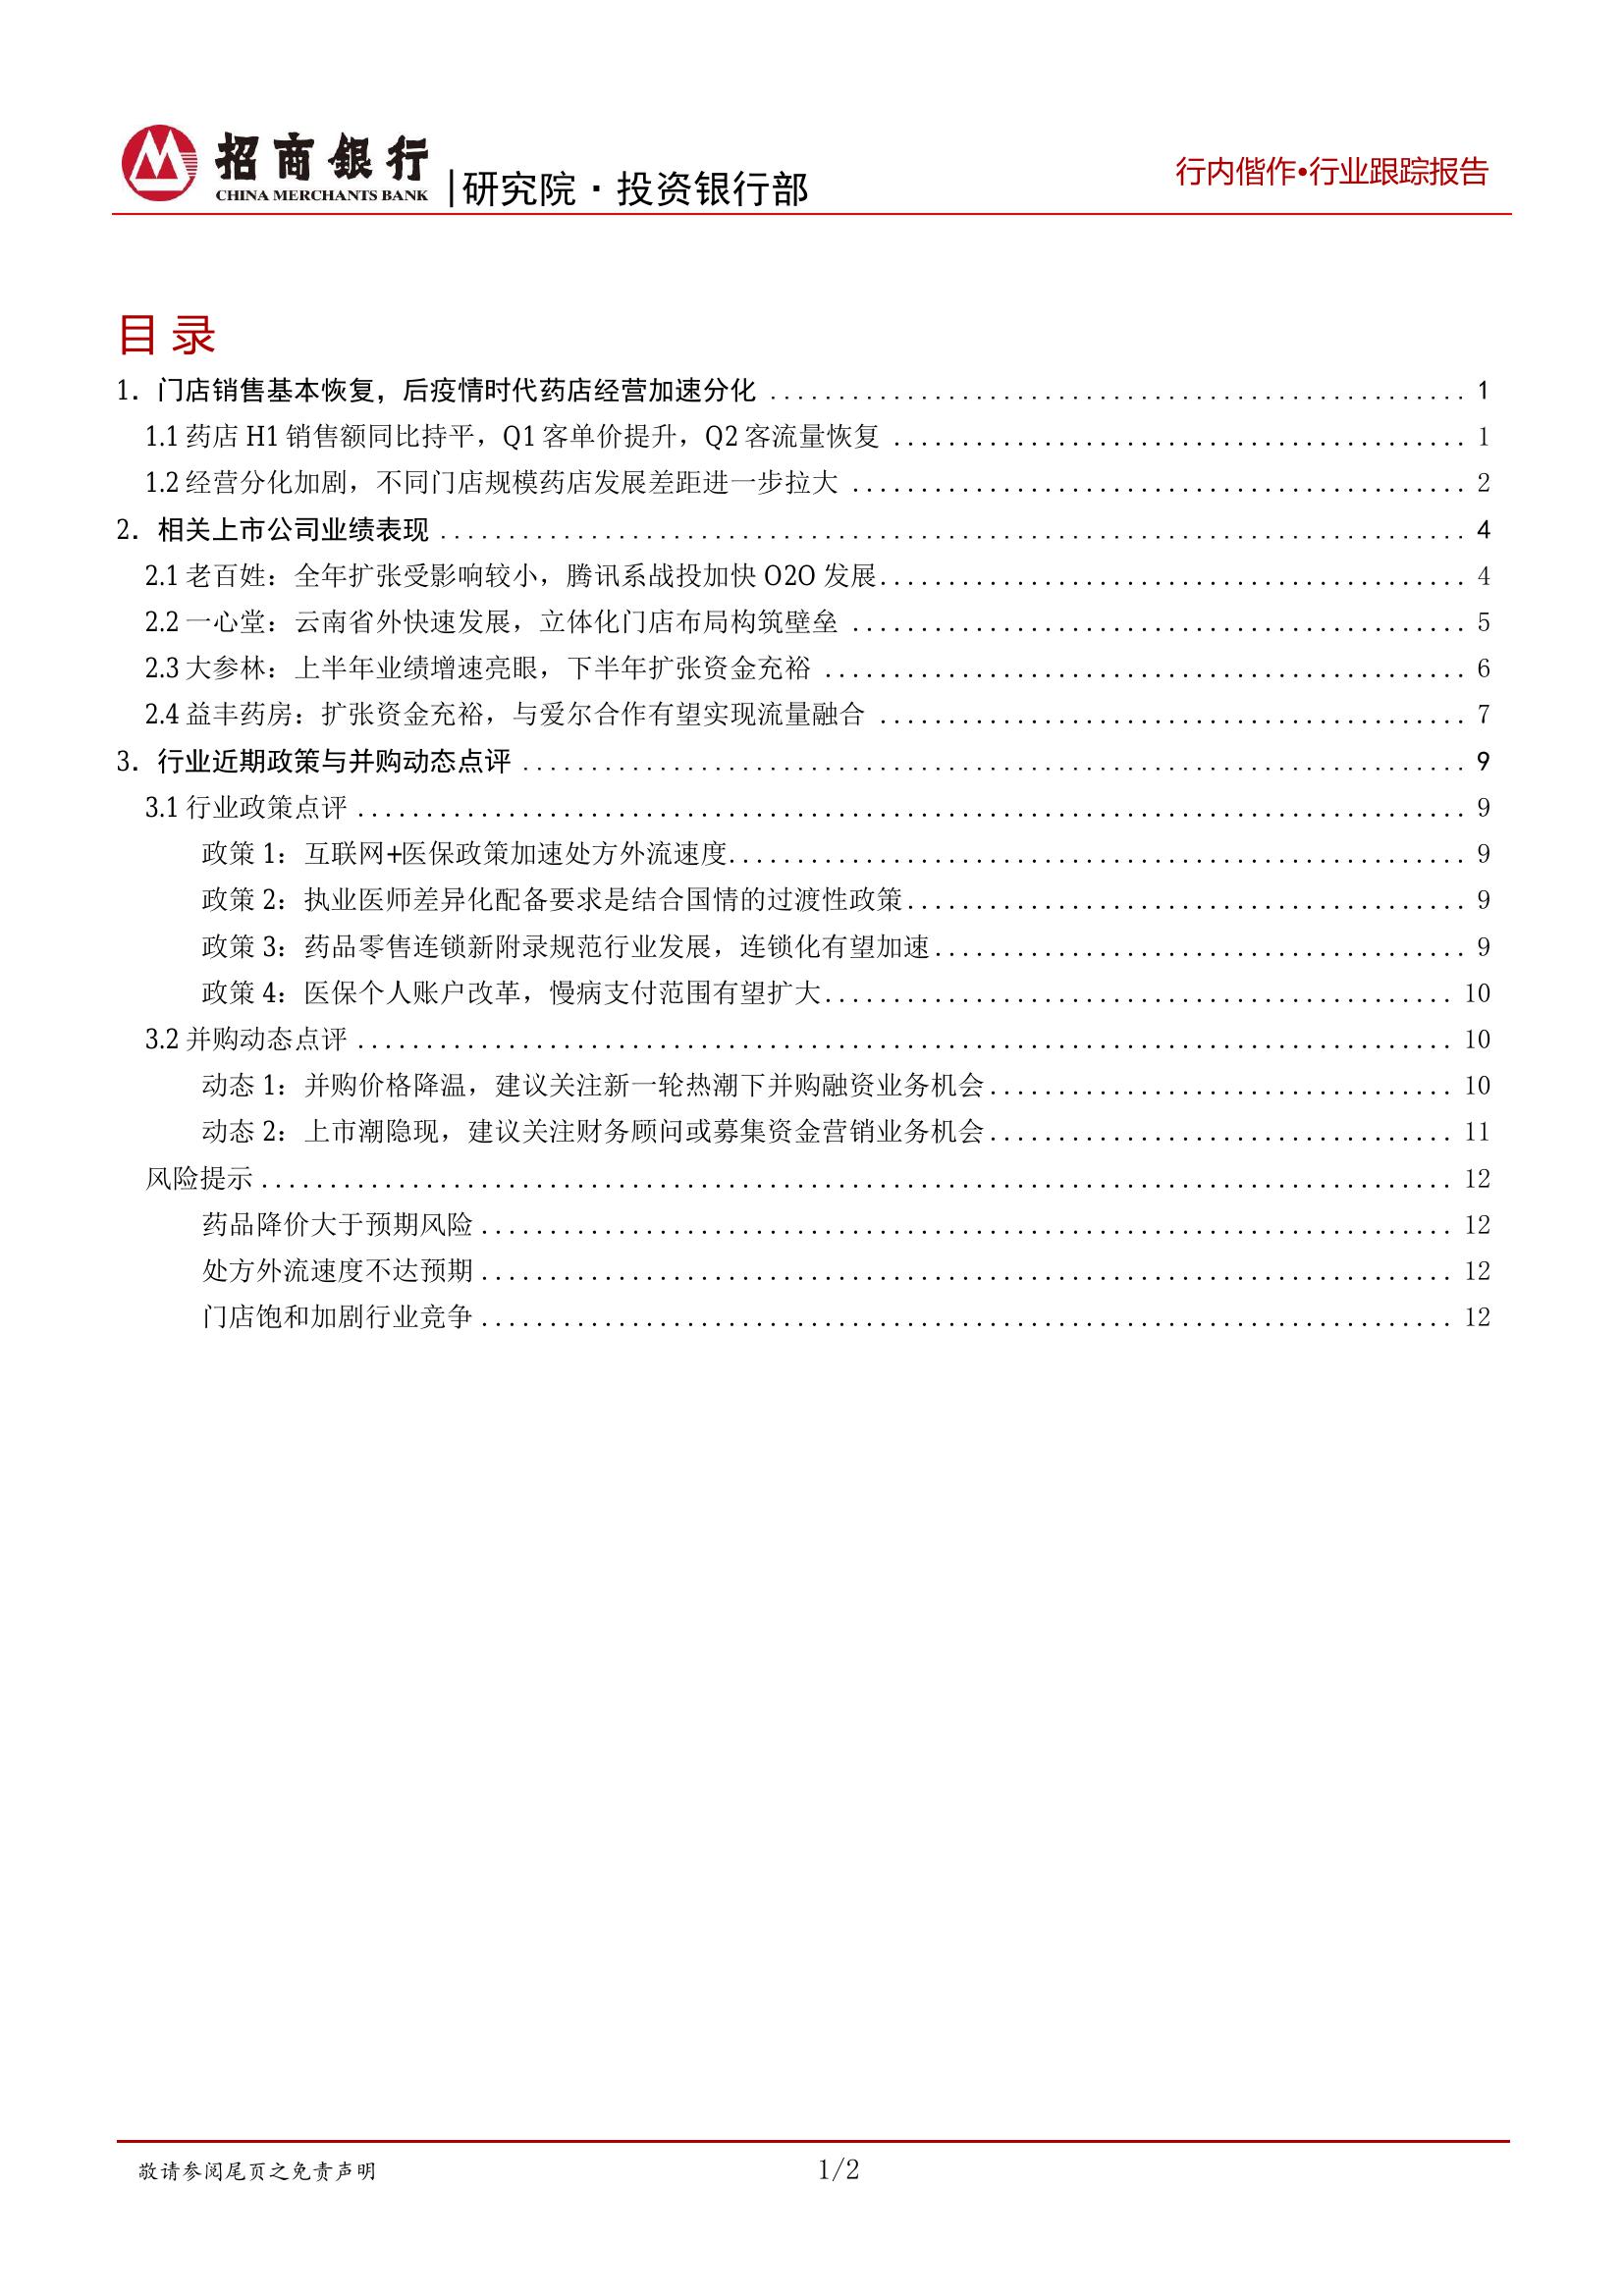 招商银行
CHINA MERCHANTS BANK
|研究院·投资银行部
行内偕作•行业跟踪报告
目录
1. 门店销售基本恢复，后疫情时代药店经营加速分化 ........ 1
1.1 药店 H1 销售额同比持平，Q1 客单价提升，Q2 客流量恢复 ........ 1
1.2 经营分化加剧，不同门店规模药店发展差距进一步拉大 ........ 2
2. 相关上市公司业绩表现 ........ 4
2.1 老百姓：全年扩张受影响较小，腾讯系战投加快 O2O 发展 ........ 4
2.2 一心堂：云南省外快速发展，立体化门店布局构筑壁垒 ........ 5
2.3 大参林：上半年业绩增速亮眼，下半年扩张资金充裕 ........ 6
2.4 益丰药房：扩张资金充裕，与爱尔合作有望实现流量融合 ........ 7
3. 行业近期政策与并购动态点评 ........ 9
3.1 行业政策点评 ........ 9
政策 1：互联网+医保政策加速处方外流速度 ........ 9
政策 2：执业医师差异化配备要求是结合国情的过渡性政策 ........ 9
政策 3：药品零售连锁新附录规范行业发展，连锁化有望加速 ........ 9
政策 4：医保个人账户改革，慢病支付范围有望扩大 ........ 10
3.2 并购动态点评 ........ 10
动态 1：并购价格降温，建议关注新一轮热潮下并购融资业务机会 ........ 10
动态 2：上市潮隐现，建议关注财务顾问或募集资金营销业务机会 ........ 11
风险提示 ........ 12
药品降价大于预期风险 ........ 12
处方外流速度不达预期 ........ 12
门店饱和加剧行业竞争 ........ 12
敬请参阅尾页之免责声明
1/2